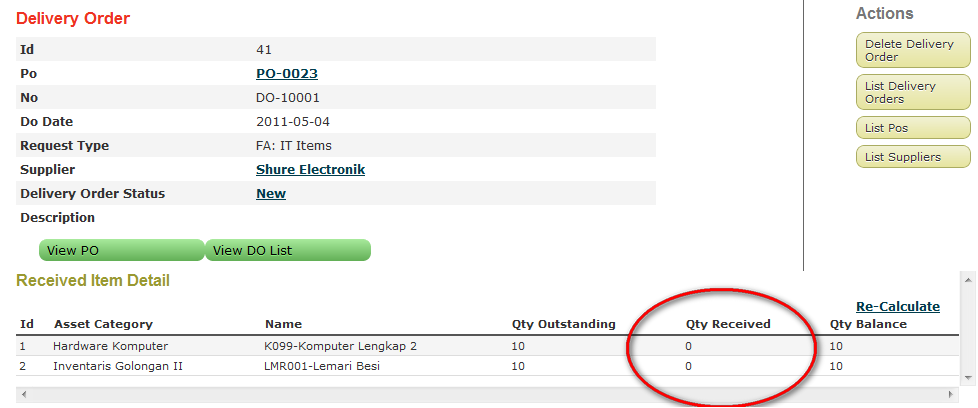 Delivery Order
Id 41
Po PO-0023
No DO-10001
Do Date 2011-05-04
Request Type FA: IT Items
Supplier Shure Electronik
Delivery Order Status New
Description
View PO View DO List
Actions
Delete Delivery
Order
List Delivery
Orders
List Pos
List Suppliers
Received Item Detail
Re-Calculate
Id Asset Category Name Qty Outstanding Qty Received Qty Balance
1 Hardware Komputer K099-Komputer Lengkap 2 10 0 10
2 Inventaris Golongan II LMR001-Lemari Besi 10 0 10